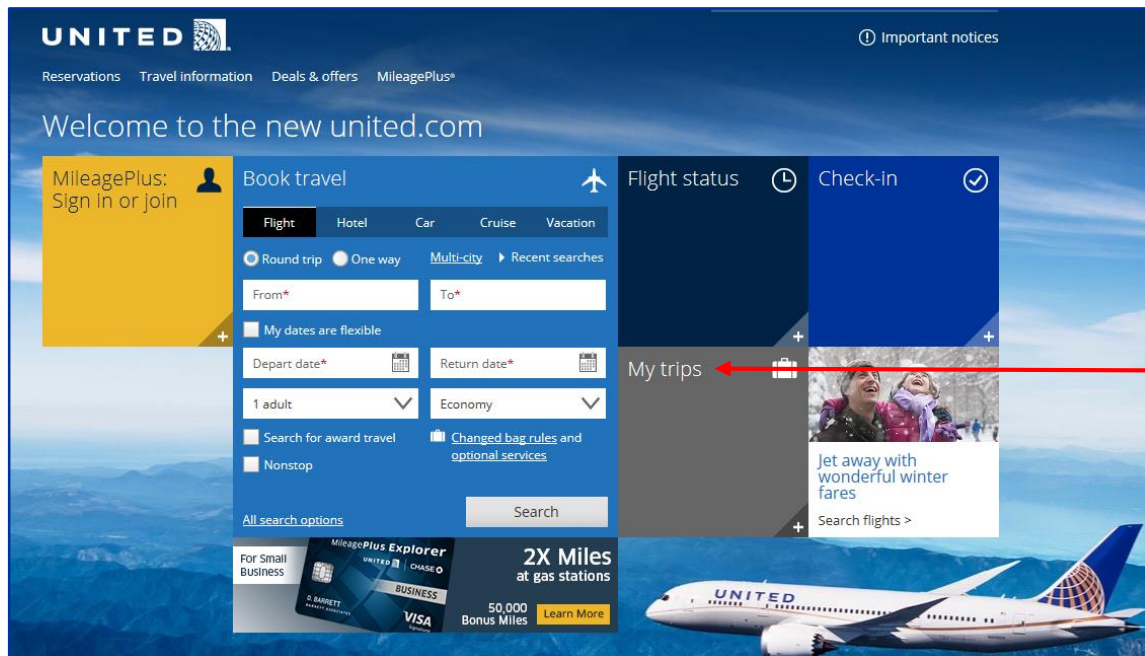 UNITED
Important notices
Reservations Travel information Deals & offers MileagePlus®
Welcome to the new united.com
MileagePlus:
Sign in or join
Book travel
Flight Hotel Car Cruise Vacation
Round trip One way Multi-city Recent searches
From* To*
My dates are flexible
Depart date* Return date*
1 adult Economy
Search for award travel
Nonstop
Changed bag rules and
optional services
All search options
Search
Flight status
Check-in
My trips
Jet away with
wonderful winter
fares
Search flights >
For Small
Business
MileagePlus Explorer
UNITED CHASE
BUSINESS
D. BARRETT
BARRETT ASSOCIATES
VISA
Signature
2X Miles
at gas stations
50,000
Bonus Miles
Learn More
UNITED